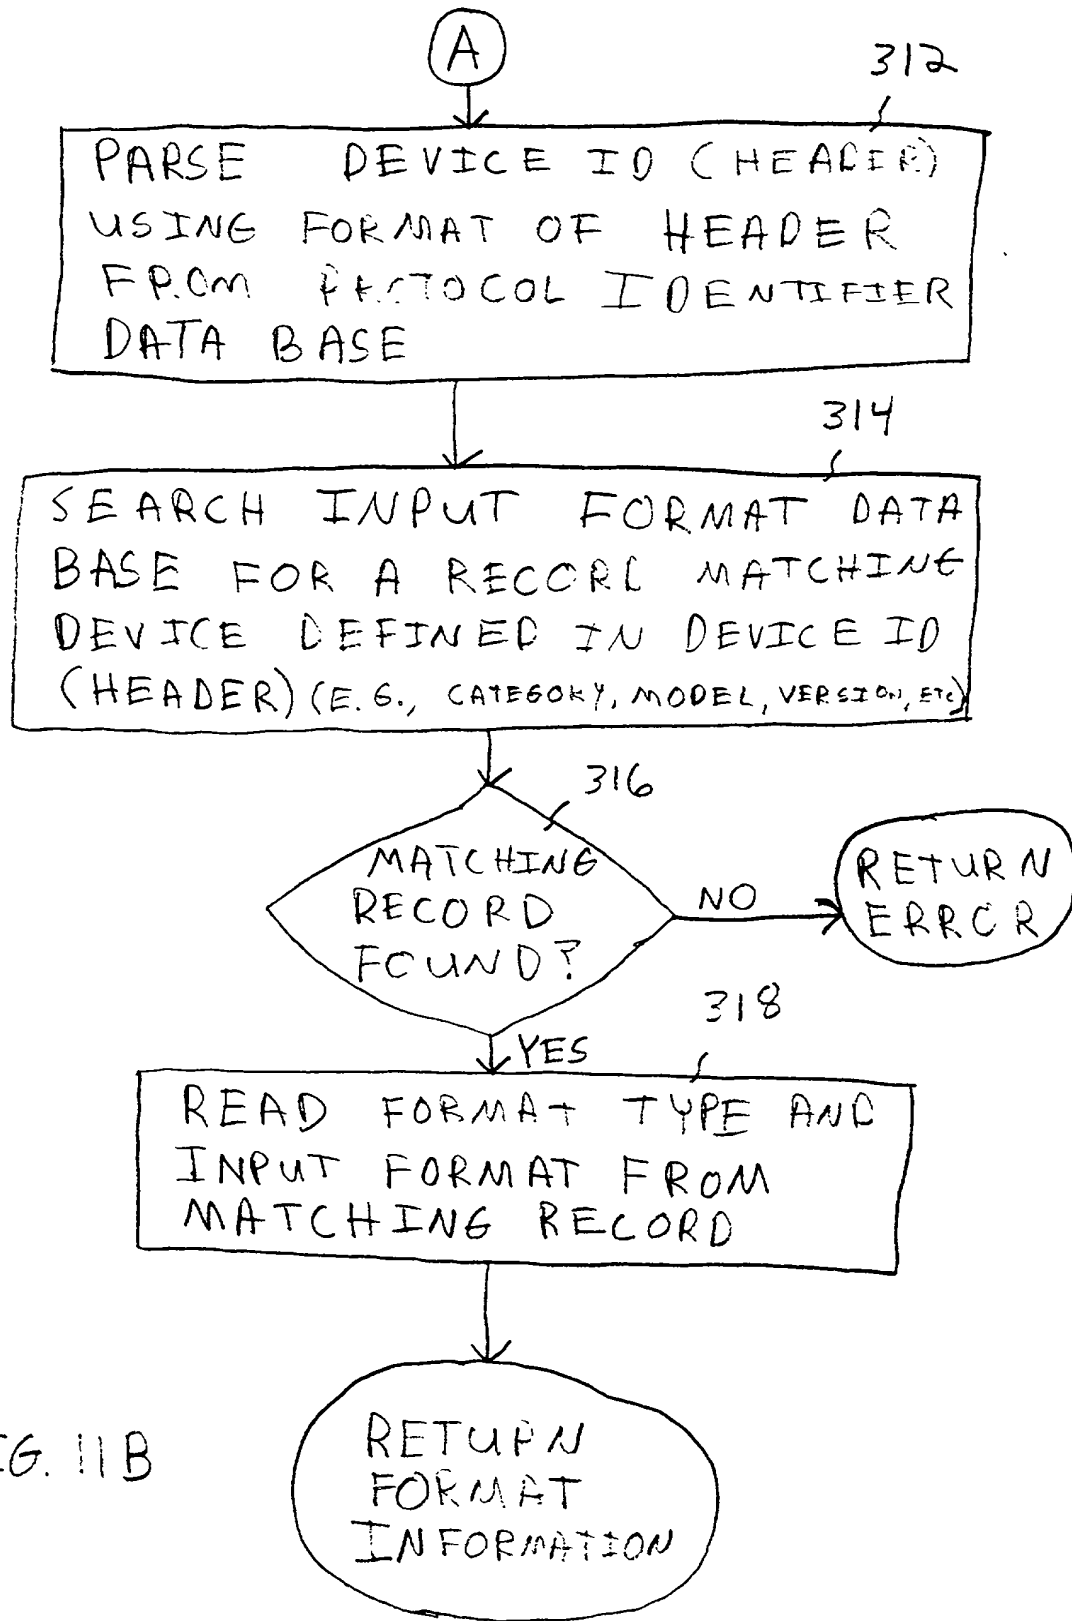 A
312
PARSE DEVICE ID (HEADER)
USING FORMAT OF HEADER
FROM PROTOCOL IDENTIFIER
DATA BASE
314
SEARCH INPUT FORMAT DATA
BASE FOR A RECORD MATCHING
DEVICE DEFINED IN DEVICE ID
(HEADER) (E.G., CATEGORY, MODEL, VERSION, ETC)
316
MATCHING
RECORD
FOUND?
NO
RETURN
ERROR
318
YES
READ FORMAT TYPE AND
INPUT FORMAT FROM
MATCHING RECORD
RETURN
FORMAT
INFORMATION
IG. 11B